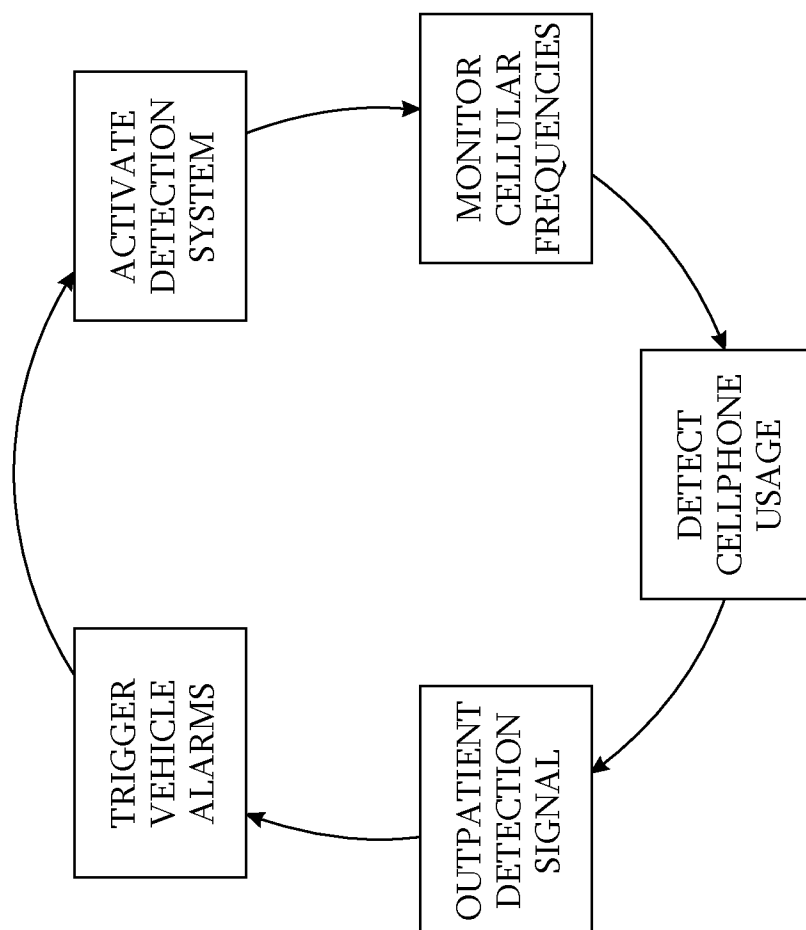 ACTIVATE
DETECTION
SYSTEM
MONITOR
CELLULAR
FREQUENCIES
DETECT
CELLPHONE
USAGE
OUTPATIENT
DETECTION
SIGNAL
TRIGGER
VEHICLE
ALARMS